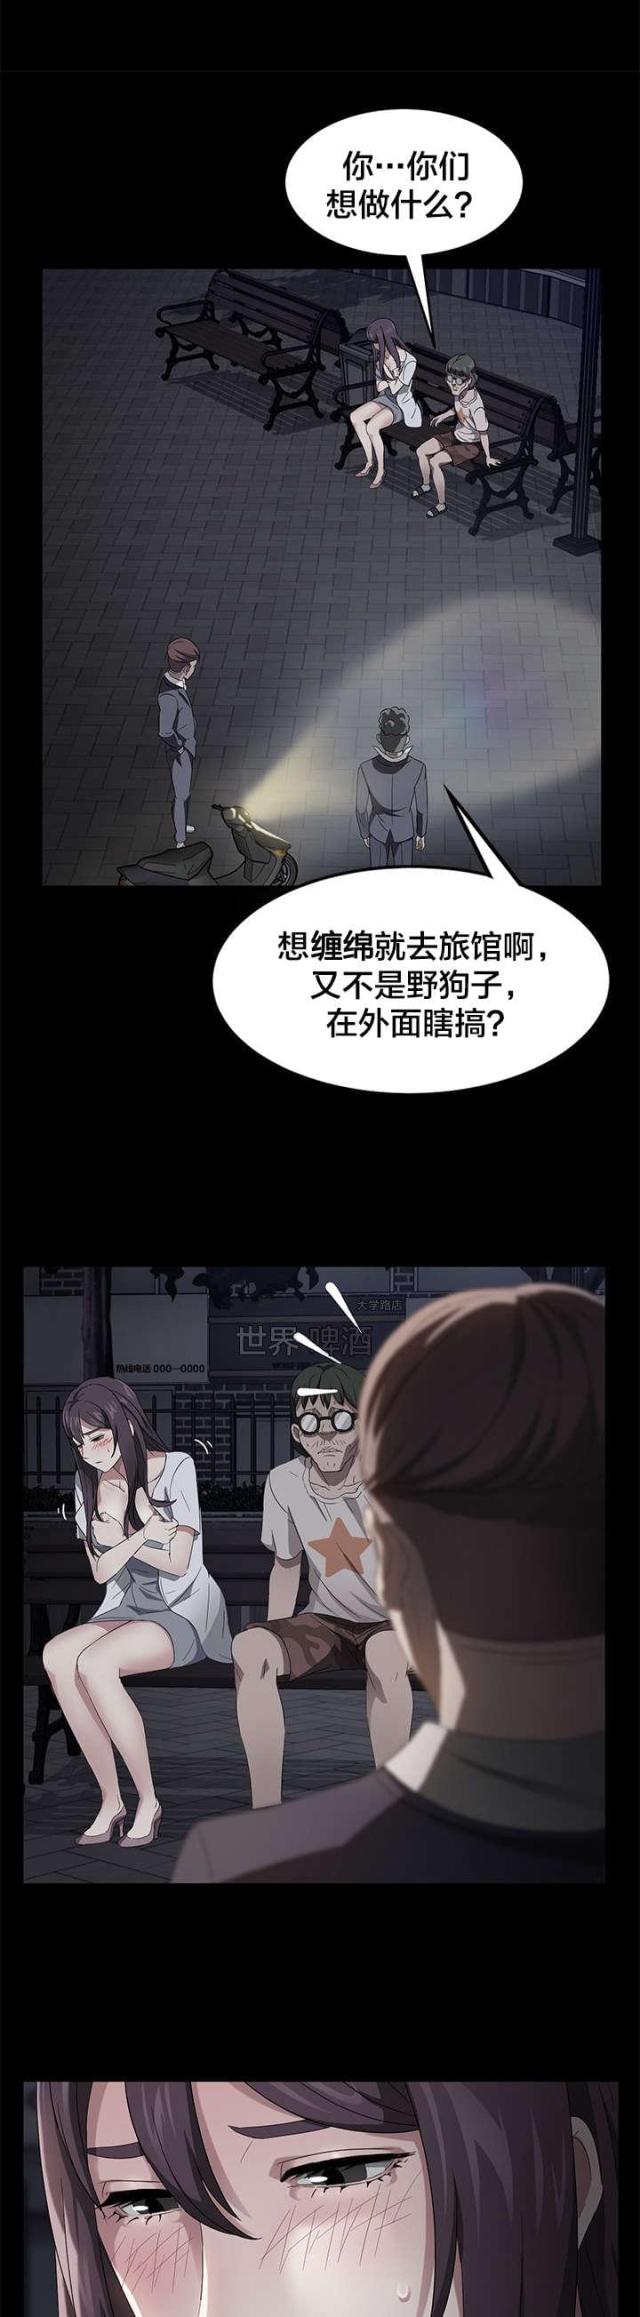 你…你们
想做什么？
想缠绵就去旅馆啊，
又不是野狗子，
在外面瞎搞？
大学路店
世界 啤酒
热线电话 000-0000